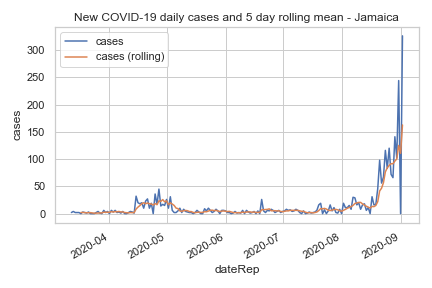 New COVID-19 daily cases and 5 day rolling mean - Jamaica
cases
cases (rolling)
cases
300
250
200
150
100
50
0
2020-04
2020-05
2020-06
2020-07
2020-08
2020-09
dateRep